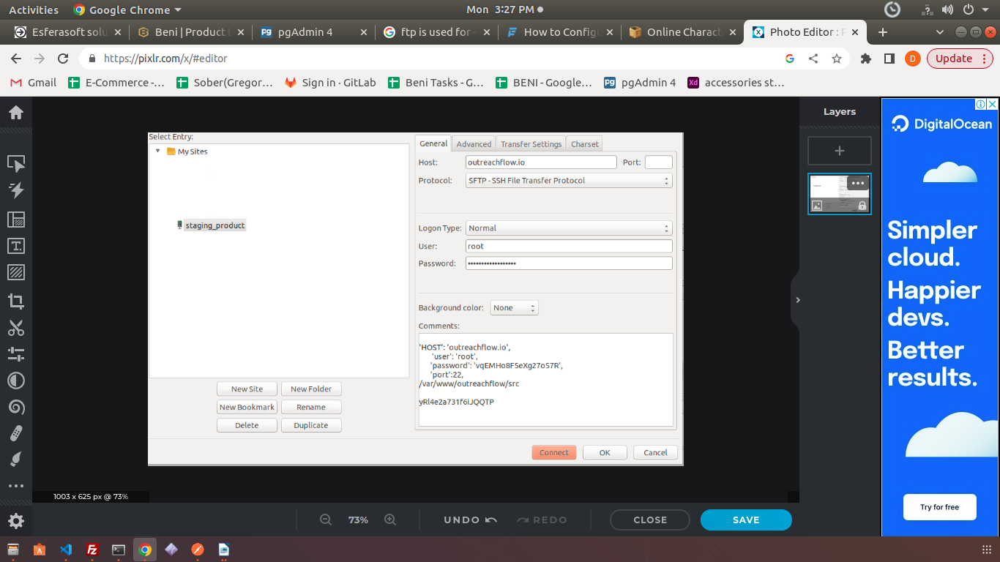 Activities
Google Chrome
Mon 3:27 PM
Esferasoft solu
Beni | Product L
pgAdmin 4
ftp is used for -
How to Configu
Online Charact
Photo Editor : P
https://pixlr.com/x/#editor
D
Update
Gmail
E-Commerce -...
Sober(Gregor...
Sign in · GitLab
Beni Tasks - G...
BENI - Google...
pgAdmin 4
accessories st...
Select Entry:
My Sites
staging_product
New Site
New Folder
New Bookmark
Rename
Delete
Duplicate
General
Advanced
Transfer Settings
Charset
Host:
outreachflow.io
Port:
Protocol:
SFTP - SSH File Transfer Protocol
Logon Type:
Normal
User:
root
Password:
••••••••••••••••••
Background color:
None
Comments:
'HOST': 'outreachflow.io',
'user': 'root',
'password': 'vqEMHo8F5eXg27o57R',
'port':22,
/var/www/outreachflow/src
yRl4e2a731f6iJQQTP
Connect
OK
Cancel
1003 x 625 px @ 73%
73%
UNDO
REDO
CLOSE
SAVE
Layers
DigitalOcean
Simpler
cloud.
Happier
devs.
Better
results.
Try for free